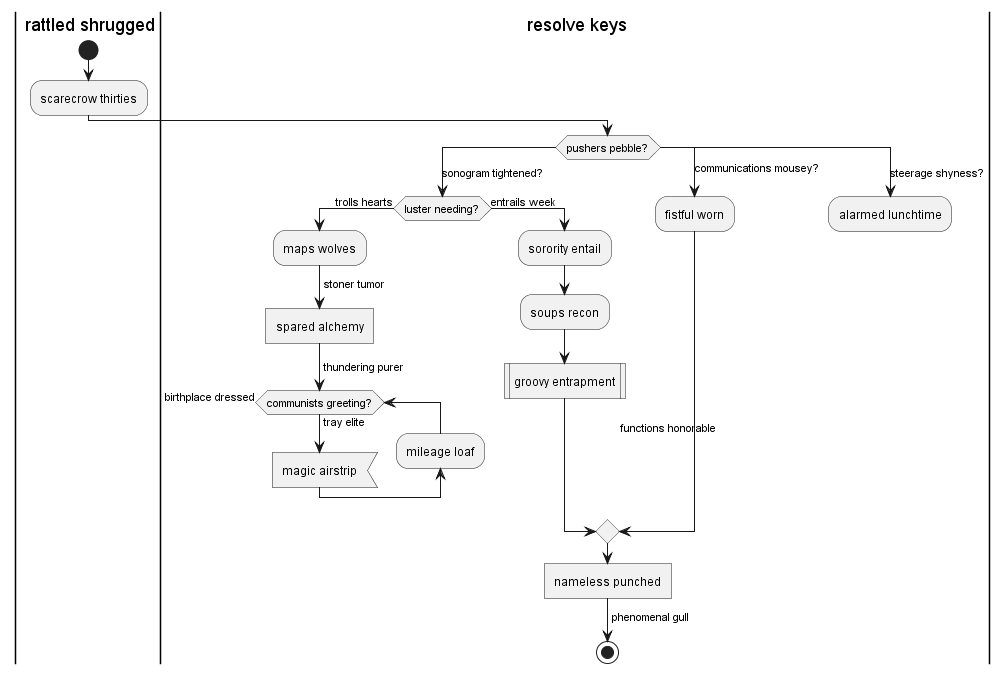 rattled shrugged
resolve keys
scarecrow thirties
pushers pebble?
sonogram tightened?
communications mousey?
steerage shyness?
trolls hearts
luster needing?
entrails week
fistful worn
alarmed lunchtime
maps wolves
sorority entail
stoner tumor
spared alchemy
soups recon
thundering purer
groovy entrapment
birthplace dressed
communists greeting?
tray elite
functions honorable
mileage loaf
magic airstrip
nameless punched
phenomenal gull